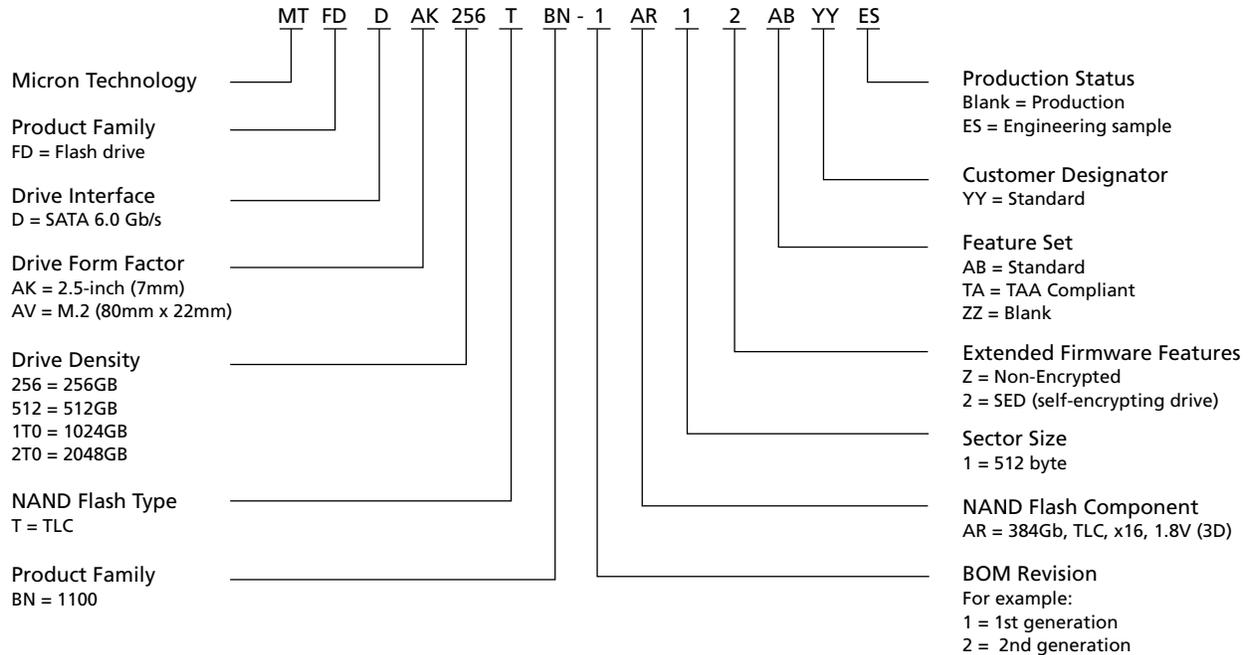 MT FD D AK 256 T BN - 1 AR 1 2 AB YY ES
Micron Technology
Product Family
FD = Flash drive
Drive Interface
D = SATA 6.0 Gb/s
Drive Form Factor
AK = 2.5-inch (7mm)
AV = M.2 (80mm x 22mm)
Drive Density
256 = 256GB
512 = 512GB
1T0 = 1024GB
2T0 = 2048GB
NAND Flash Type
T = TLC
Product Family
BN = 1100
Production Status
Blank = Production
ES = Engineering sample
Customer Designator
YY = Standard
Feature Set
AB = Standard
TA = TAA Compliant
ZZ = Blank
Extended Firmware Features
Z = Non-Encrypted
2 = SED (self-encrypting drive)
Sector Size
1 = 512 byte
NAND Flash Component
AR = 384Gb, TLC, x16, 1.8V (3D)
BOM Revision
For example:
1 = 1st generation
2 = 2nd generation